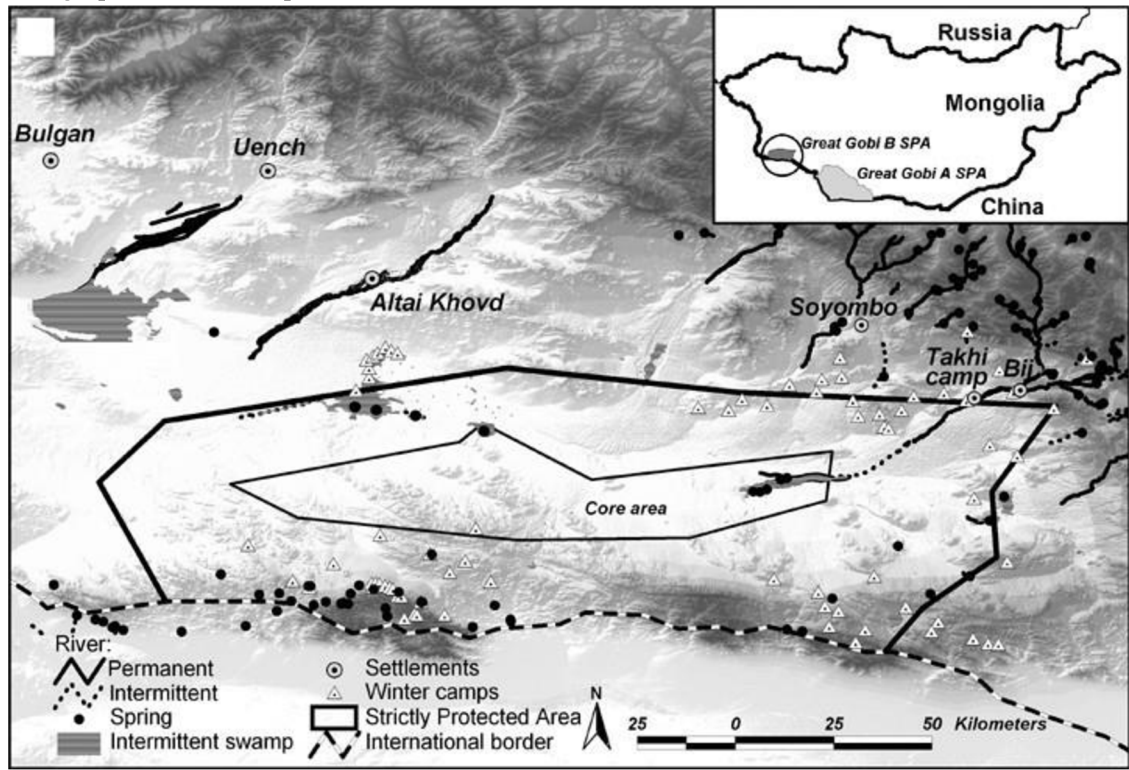 Russia
Mongolia
Great Gobi B SPA
Great Gobi A SPA
China
Bulgan
Uench
Altai Khovd
Soyombo
Takhi
camp
Bij
Core area
River:
Permanent
Intermittent
Spring
Intermittent swamp
Settlements
Winter camps
Strictly Protected Area
International border
N
25 0 25 50 Kilometers